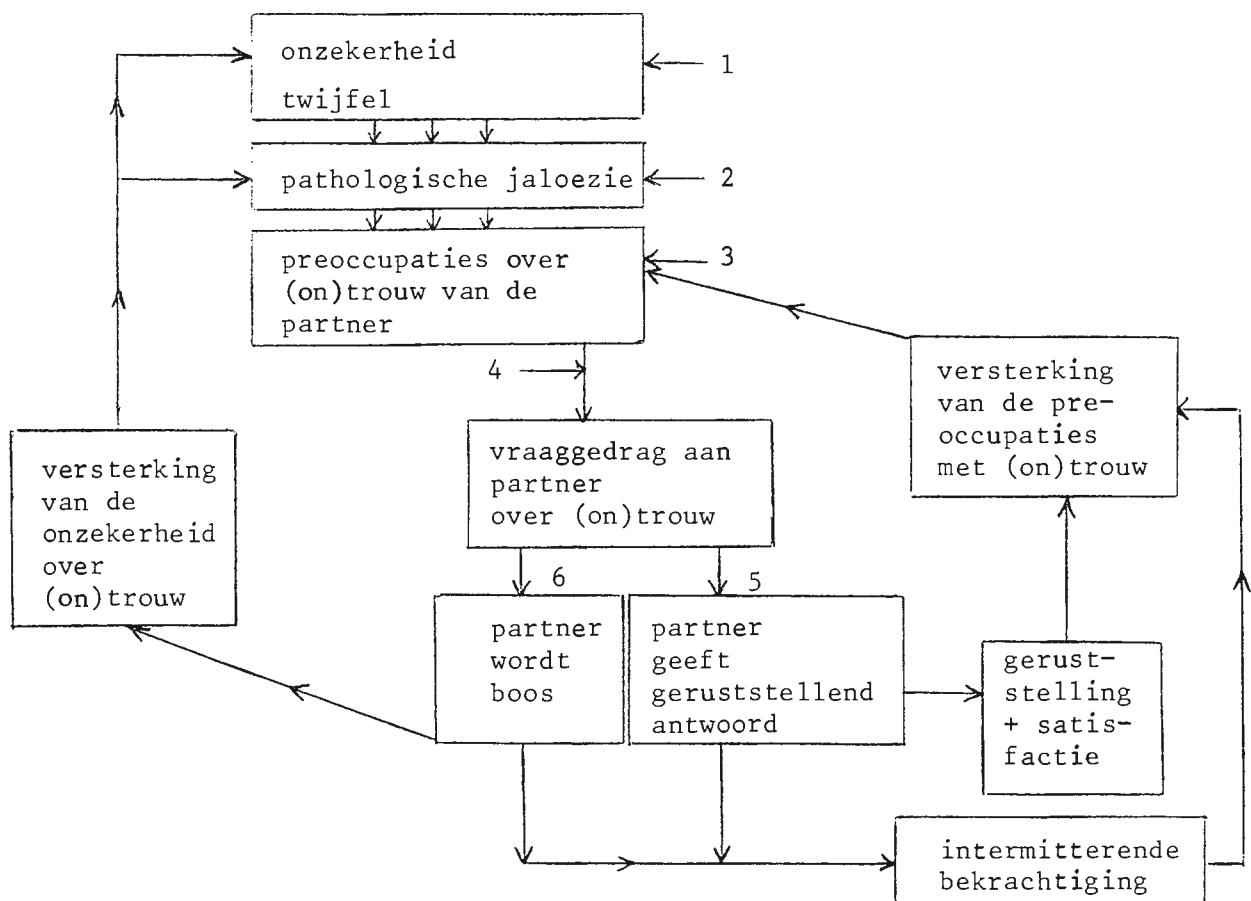 onzekerheid
twijfel
1
pathologische jaloezie
2
preoccupaties over
(on)trouw van de
partner
3
4
versterking
van de pre-
occupaties
met (on)trouw
versterking
van de
onzekerheid
over
(on)trouw
vraaggedrag aan
partner
over (on)trouw
6
5
partner
wordt
boos
partner
geeft
geruststellend
antwoord
gerust-
stelling
+ satis-
factie
intermitterende
bekrachtiging